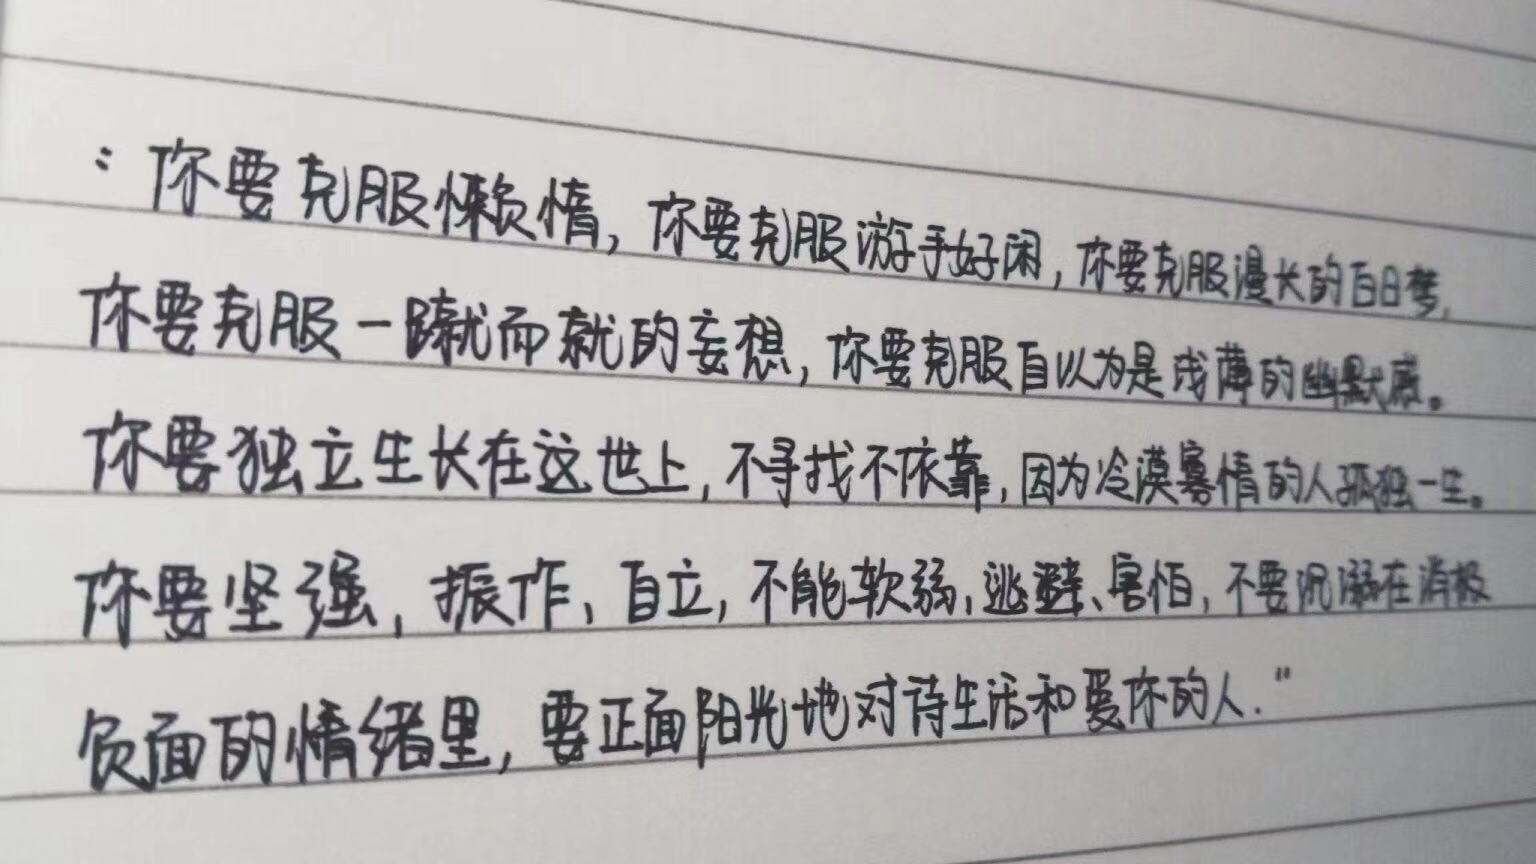 “你要克服懒惰，你要克服游手好闲，你要克服漫长的白日梦，
你要克服一蹴而就的妄想，你要克服自以为是浅薄的幽默感。
你要独立生长在这世上，不寻找不依靠，因为冷漠寡情的人孤独一生。
你要坚强，振作，自立，不能软弱，逃避、害怕，不要沉溺在消极
负面的情绪里，要正面阳光地对待生活和爱你的人.”